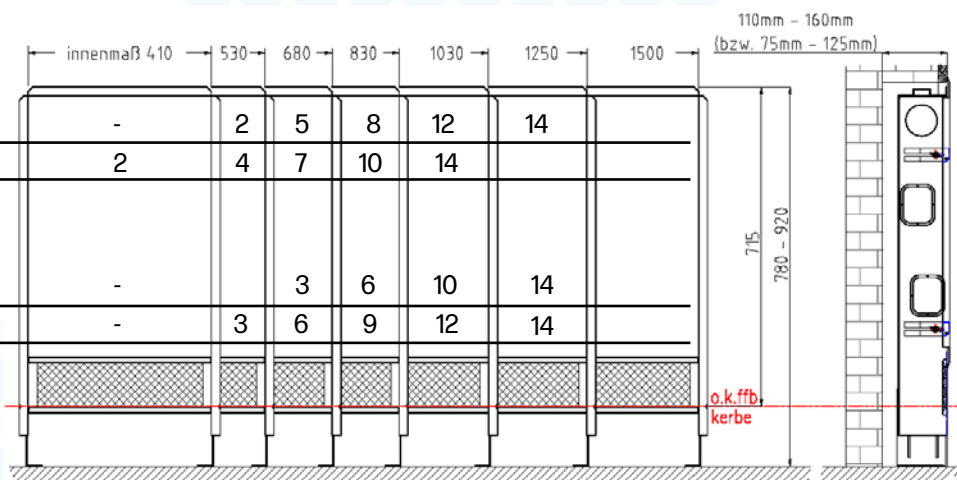 110mm - 160mm
(bzw. 75mm - 125mm)
innenmaß 410 530 680 830 1030 1250 1500
- 2 5 8 12 14
2 4 7 10 14
715
780 - 920
- 3 6 10 14
- 3 6 9 12 14
o.k.ffb
kerbe